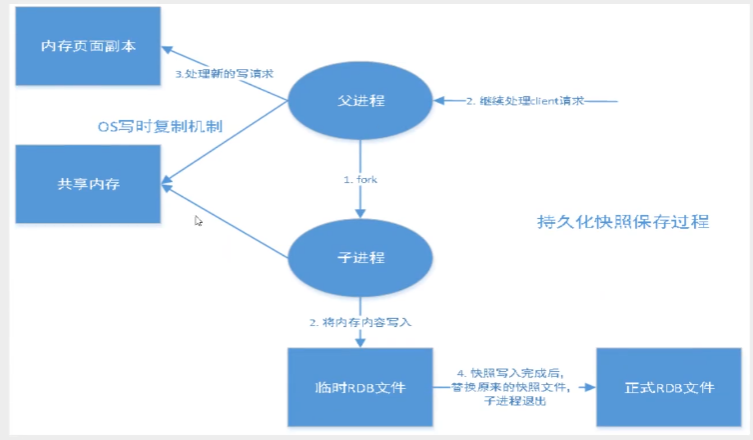 内存页面副本
3.处理新的写请求
父进程
2. 继续处理client请求
OS写时复制机制
共享内存
1. fork
持久化快照保存过程
子进程
2. 将内存内容写入
临时RDB文件
4. 快照写入完成后,
替换原来的快照文件,
子进程退出
正式RDB文件